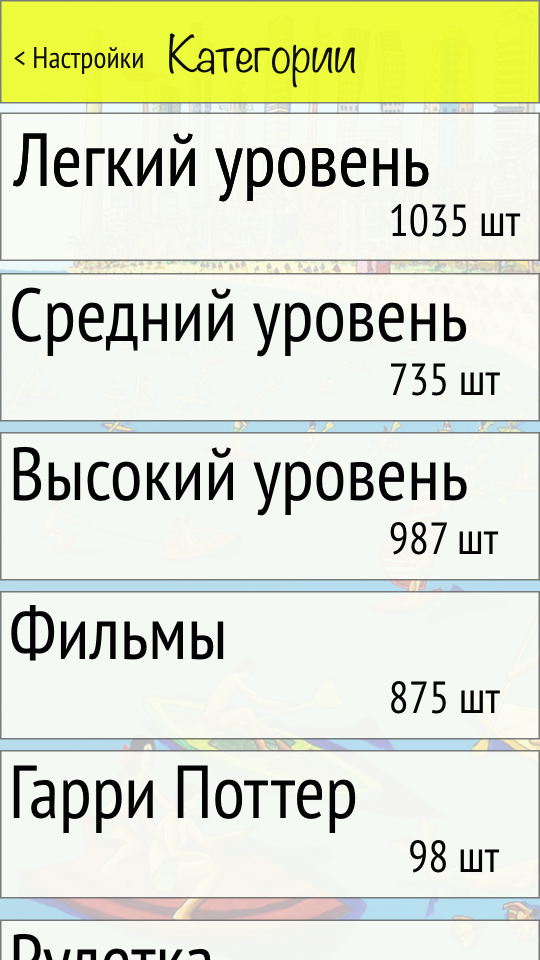 < Настройки Категории
Легкий уровень
1035 шт
Средний уровень
735 шт
Высокий уровень
987 шт
Фильмы
875 шт
Гарри Поттер
98 шт
Рулетка